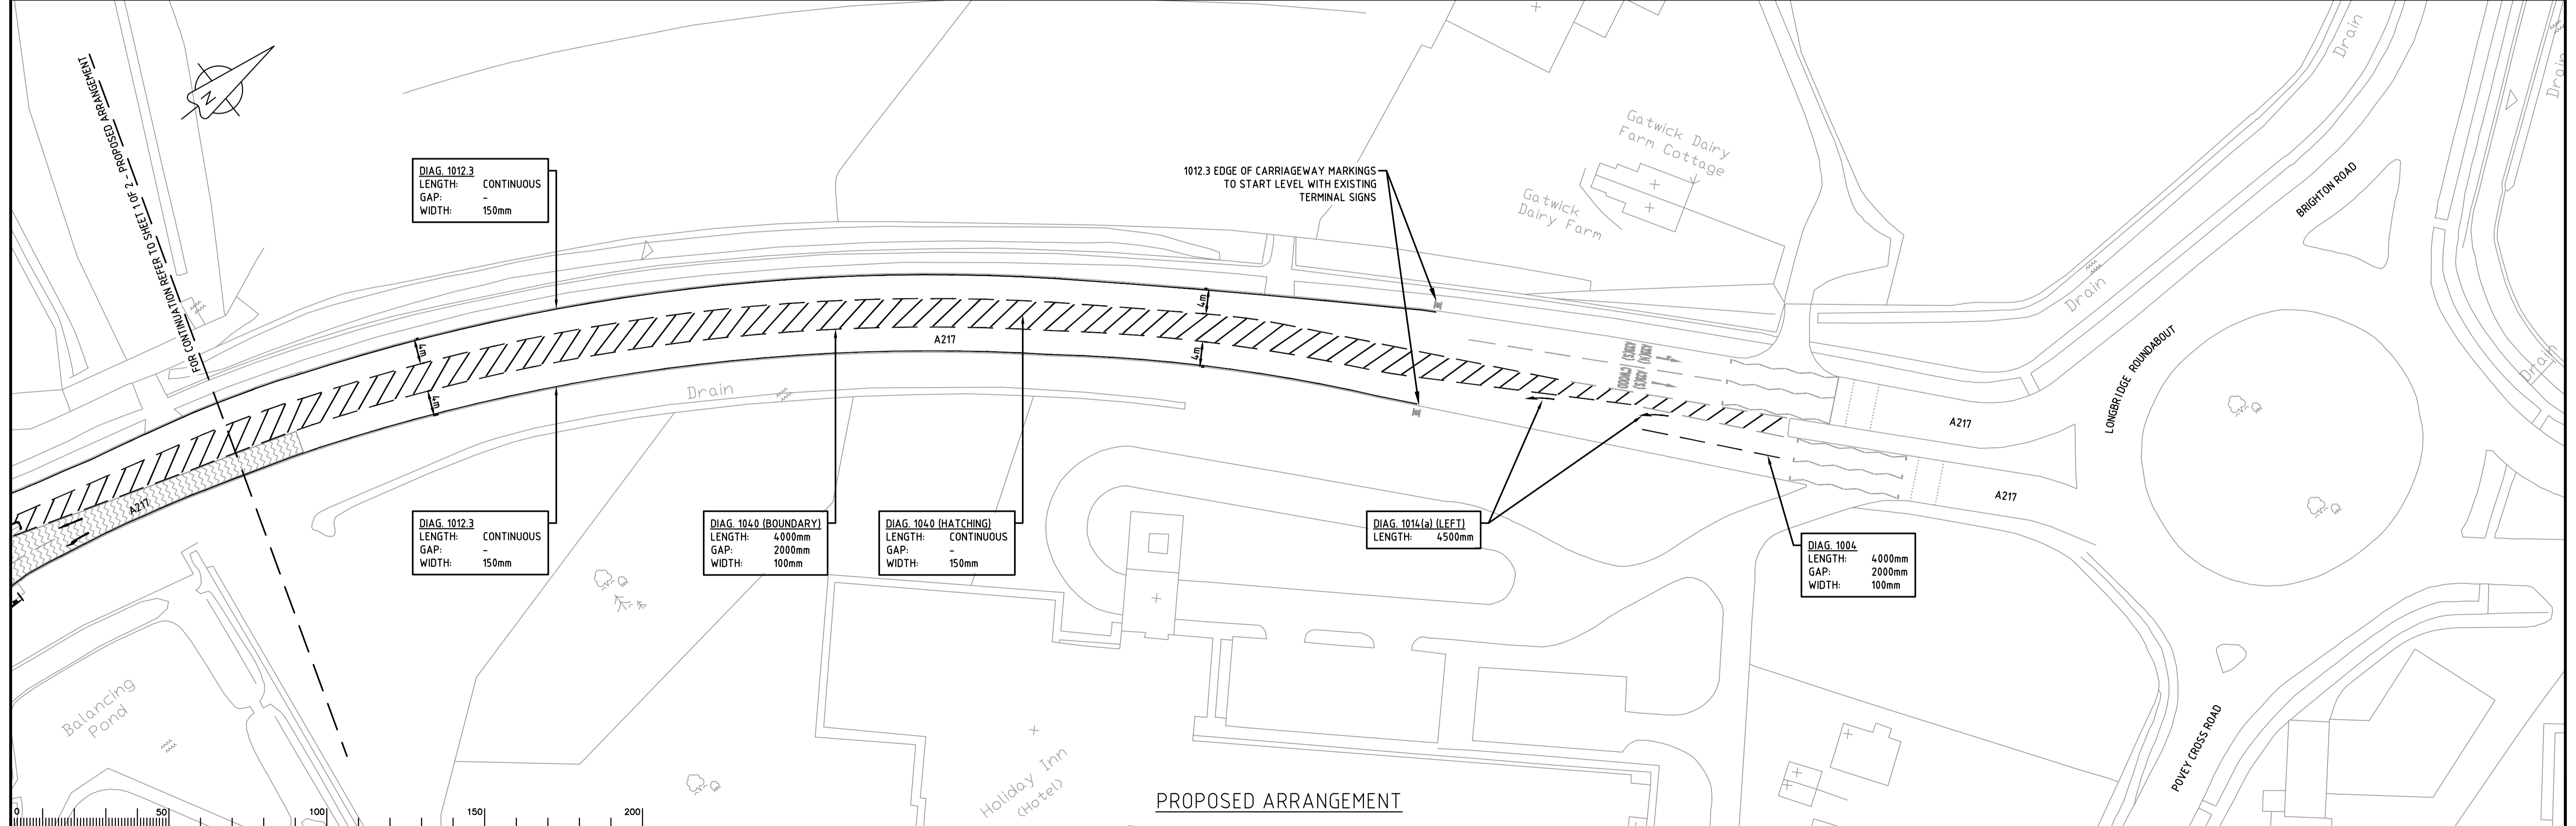 FOR CONTINUATION REFER TO SHEET 1 OF 2 - PROPOSED ARRANGEMENT
N
DIAG. 1012.3
LENGTH: CONTINUOUS
GAP: -
WIDTH: 150mm
1012.3 EDGE OF CARRIAGEWAY MARKINGS
TO START LEVEL WITH EXISTING
TERMINAL SIGNS
Gatwick Dairy
Farm Cottage
Gatwick
Dairy Farm
Drain
Drain
BRIGHTON ROAD
Drain
LONGBRIDGE ROUNDABOUT
Drain
4m
4m
4m
4m
A217
A217
A217
A217
Drain
DIAG. 1012.3
LENGTH: CONTINUOUS
GAP: -
WIDTH: 150mm
DIAG. 1040 (BOUNDARY)
LENGTH: 4000mm
GAP: 2000mm
WIDTH: 100mm
DIAG. 1040 (HATCHING)
LENGTH: CONTINUOUS
GAP: -
WIDTH: 150mm
DIAG. 1014(a) (LEFT)
LENGTH: 4500mm
DIAG. 1004
LENGTH: 4000mm
GAP: 2000mm
WIDTH: 100mm
Balancing
Pond
Holiday Inn
(Hotel)
POVEY CROSS ROAD
PROPOSED ARRANGEMENT
0 50 100 150 200